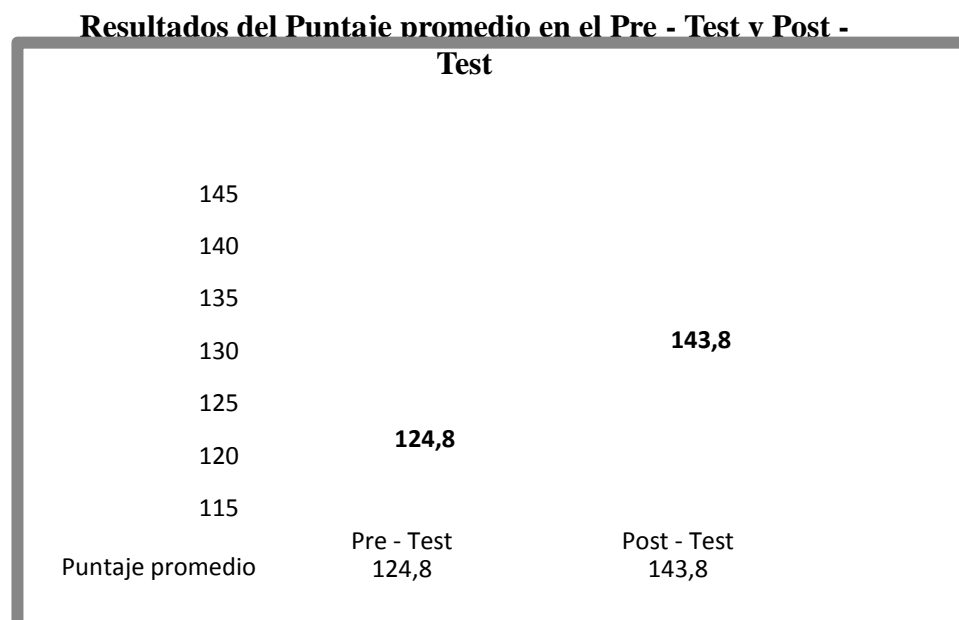 Resultados del Puntaje promedio en el Pre - Test y Post -
Test
145
140
135
130
125
120
115
143,8
124,8
Pre - Test Post - Test
Puntaje promedio 124,8 143,8